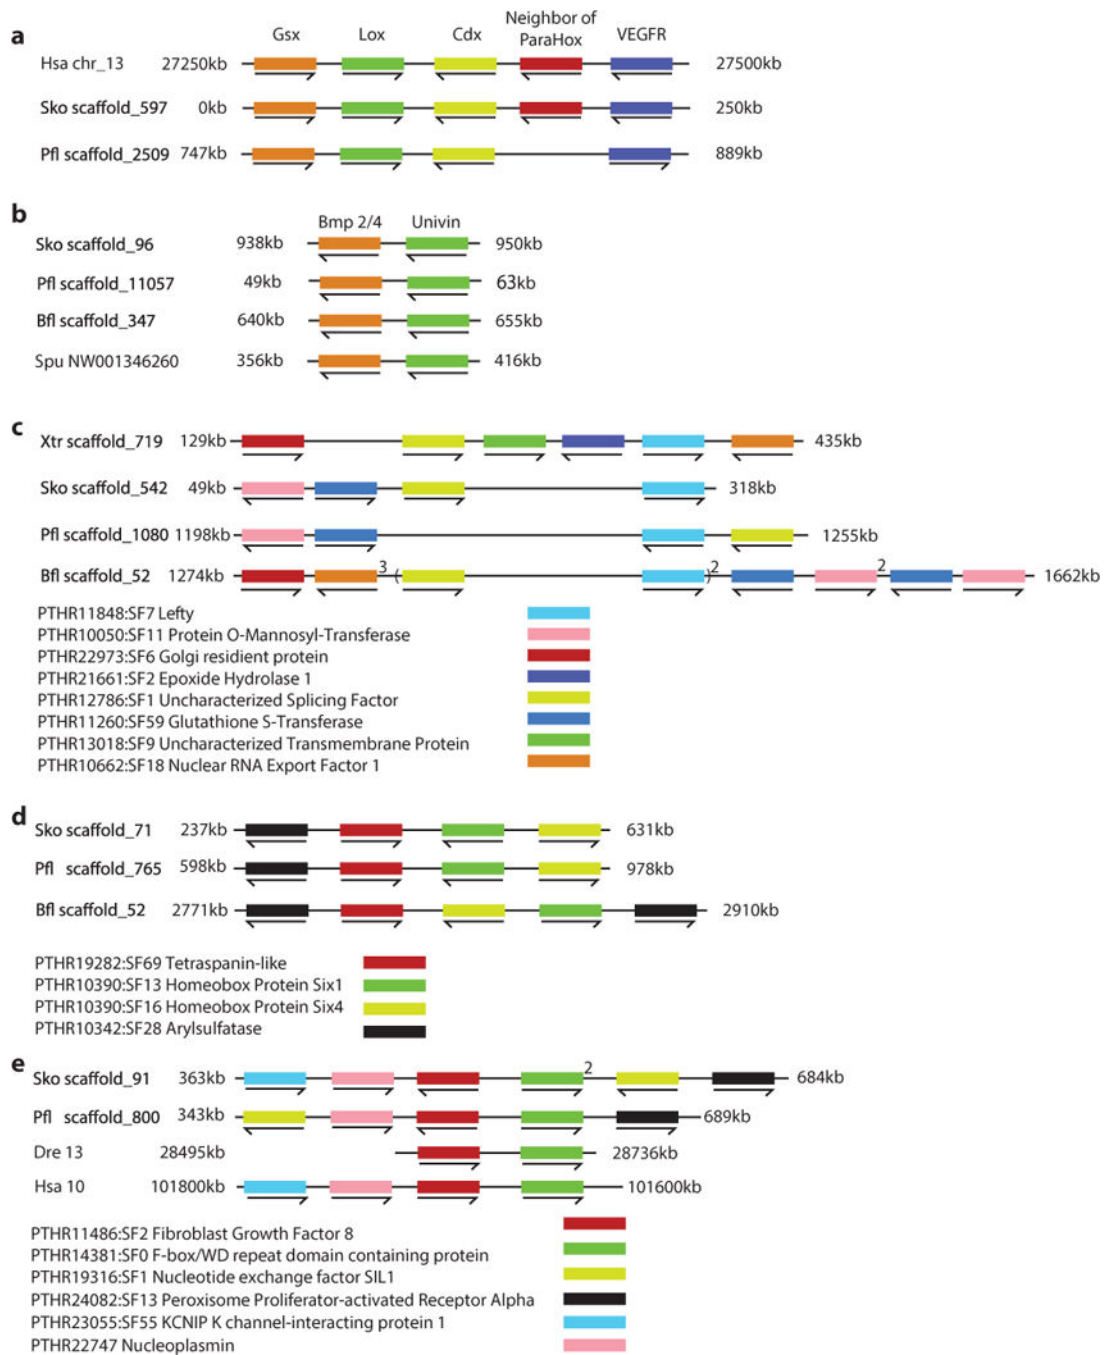 a
Gsx Lox Cdx Neighbor of ParaHox VEGFR
Hsa chr_13 27250kb 27500kb
Sko scaffold_597 0kb 250kb
Pfl scaffold_2509 747kb 889kb
b
Bmp 2/4 Univin
Sko scaffold_96 938kb 950kb
Pfl scaffold_11057 49kb 63kb
Bfl scaffold_347 640kb 655kb
Spu NW001346260 356kb 416kb
c
Xtr scaffold_719 129kb 435kb
Sko scaffold_542 49kb 318kb
Pfl scaffold_1080 1198kb 1255kb
Bfl scaffold_52 1274kb 3 ( )2 2 1662kb
PTHR11848:SF7 Lefty
PTHR10050:SF11 Protein O-Mannosyl-Transferase
PTHR22973:SF6 Golgi residient protein
PTHR21661:SF2 Epoxide Hydrolase 1
PTHR12786:SF1 Uncharacterized Splicing Factor
PTHR11260:SF59 Glutathione S-Transferase
PTHR13018:SF9 Uncharacterized Transmembrane Protein
PTHR10662:SF18 Nuclear RNA Export Factor 1
d
Sko scaffold_71 237kb 631kb
Pfl scaffold_765 598kb 978kb
Bfl scaffold_52 2771kb 2910kb
PTHR19282:SF69 Tetraspanin-like
PTHR10390:SF13 Homeobox Protein Six1
PTHR10390:SF16 Homeobox Protein Six4
PTHR10342:SF28 Arylsulfatase
e
Sko scaffold_91 363kb 2 684kb
Pfl scaffold_800 343kb 689kb
Dre 13 28495kb 28736kb
Hsa 10 101800kb 101600kb
PTHR11486:SF2 Fibroblast Growth Factor 8
PTHR14381:SF0 F-box/WD repeat domain containing protein
PTHR19316:SF1 Nucleotide exchange factor SIL1
PTHR24082:SF13 Peroxisome Proliferator-activated Receptor Alpha
PTHR23055:SF55 KCNIP K channel-interacting protein 1
PTHR22747 Nucleoplasmin